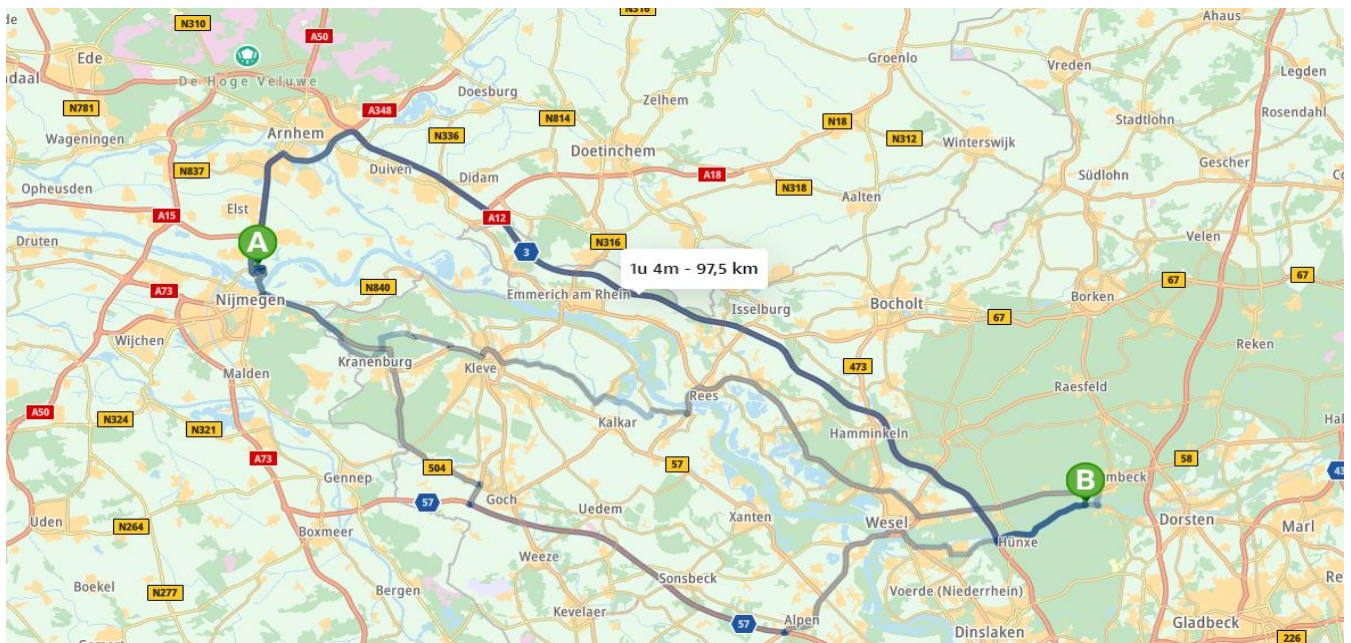 N310
A50
N316
Ahaus
Ede
Groenlo
Vreden
Legden
De Hoge Veluwe
Doesburg
Zelhem
N781
A348
N814
N18
Stadtlohn
Rosendahl
Wageningen
Arnhem
N336
Doetinchem
N312
Winterswijk
Gescher
N837
Duiven
Didam
A18
N318
Südlohn
Opheusden
Elst
Aalten
A15
A12
Druten
A
3
N316
Velen
1u 4m - 97,5 km
67
67
A73
Nijmegen
N840
Emmerich am Rhein
Isselburg
Bocholt
Borken
67
Wijchen
Kranenburg
Kleve
473
Reken
Malden
Raesfeld
A50
N324
N321
Rees
Kalkar
Hamminkeln
A73
504
57
58
B
Gennep
57
Goch
Uedem
Xanten
Wesel
Dorsten
Marl
43
Uden
N264
Boxmeer
Weeze
Hünxe
Boekel
N277
Bergen
Sonsbeck
Voerde (Niederrhein)
Kevelaer
57
Alpen
Dinslaken
Gladbeck
226